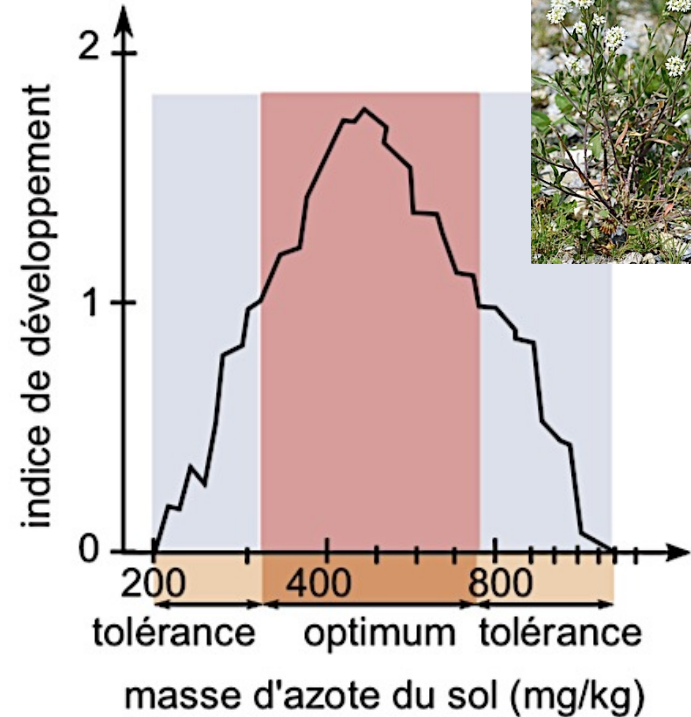 2
indice de développement
1
0
200 400 800
tolérance optimum tolérance
masse d'azote du sol (mg/kg)